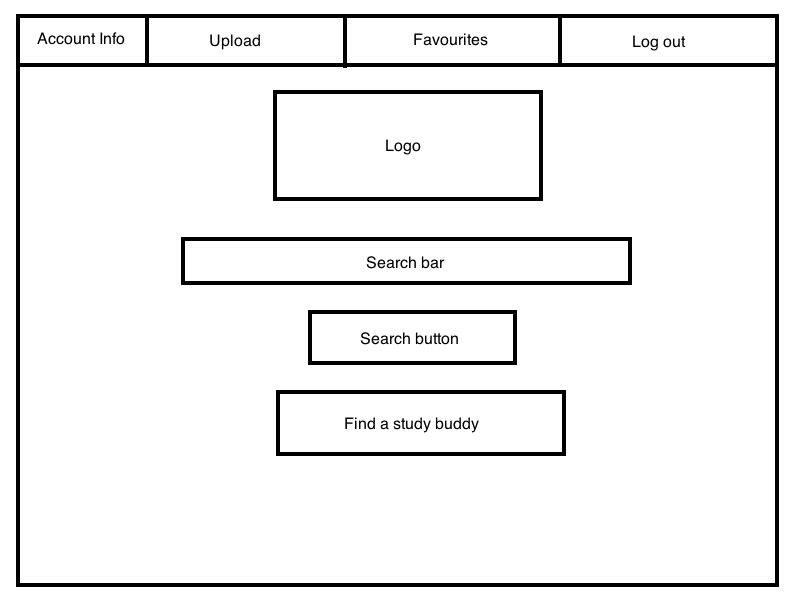 Account Info
Upload
Favourites
Log out
Logo
Search bar
Search button
Find a study buddy